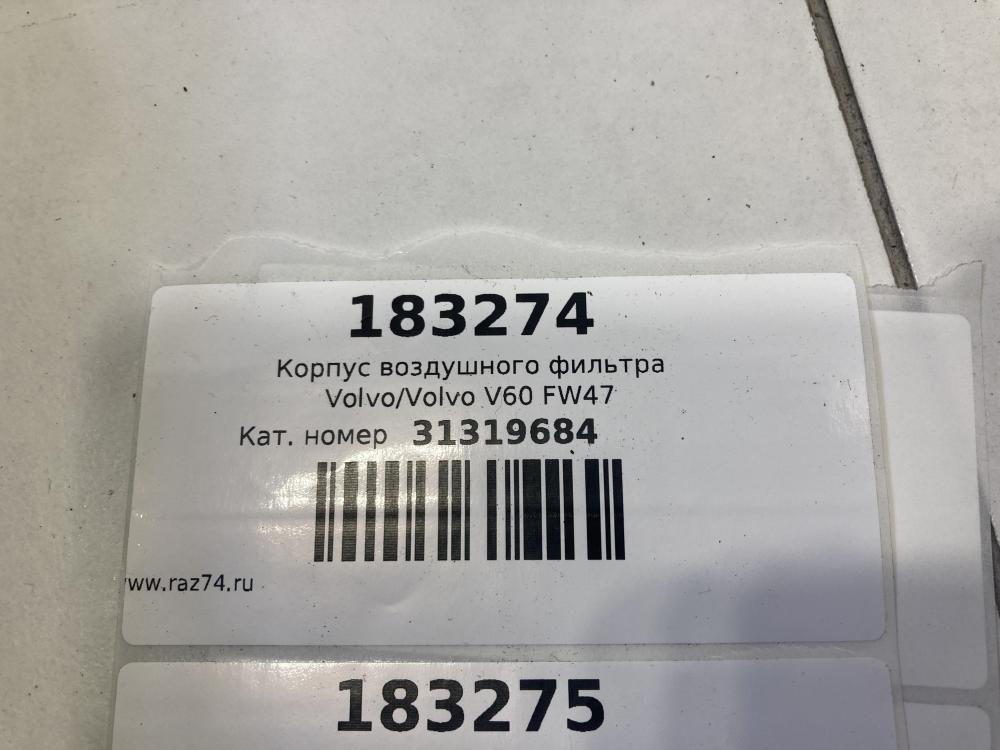 183274
Корпус воздушного фильтра
Volvo/Volvo V60 FW47
Кат. номер 31319684
www.raz74.ru
183275